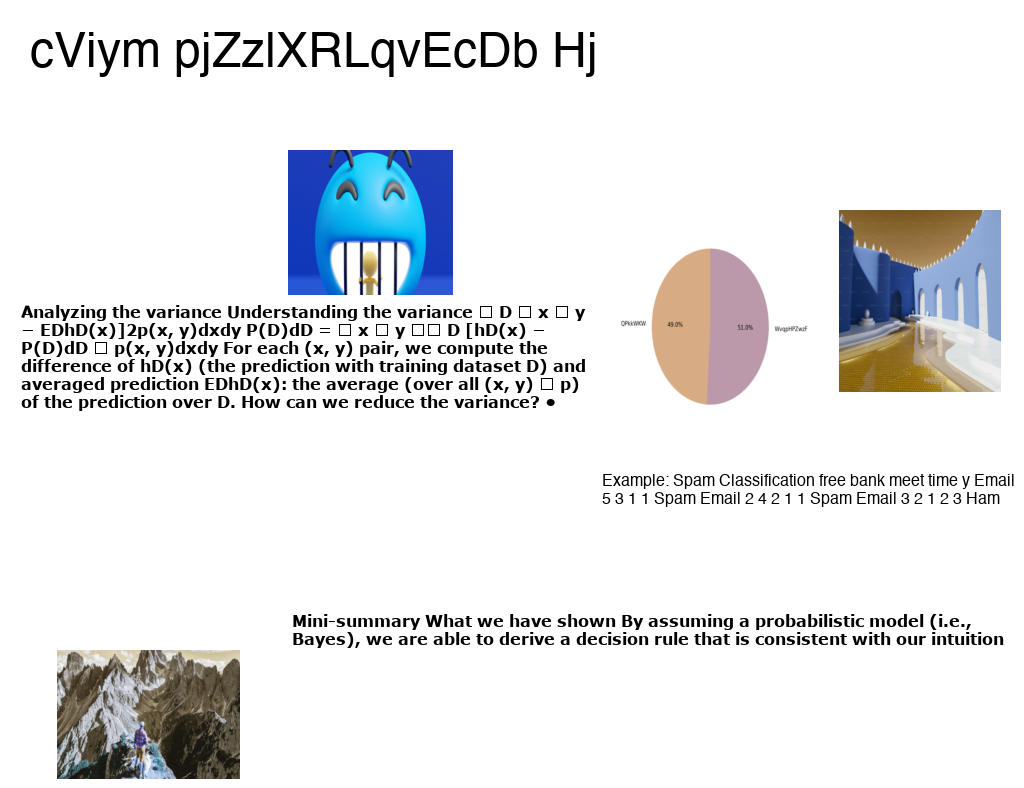 cViym pjZzlXRLqvEcDb Hj
Analyzing the variance Understanding the variance □ D □ x □ y
− EDhD(x)]2p(x, y)dxdy P(D)dD = □ x □ y □□ D [hD(x) −
P(D)dD □ p(x, y)dxdy For each (x, y) pair, we compute the
difference of hD(x) (the prediction with training dataset D) and
averaged prediction EDhD(x): the average (over all (x, y) □ p)
of the prediction over D. How can we reduce the variance? •
QPkkWKW
49.0%
51.0%
WvqpHPZwzF
Example: Spam Classification free bank meet time y Email
5 3 1 1 Spam Email 2 4 2 1 1 Spam Email 3 2 1 2 3 Ham
Mini-summary What we have shown By assuming a probabilistic model (i.e.,
Bayes), we are able to derive a decision rule that is consistent with our intuition